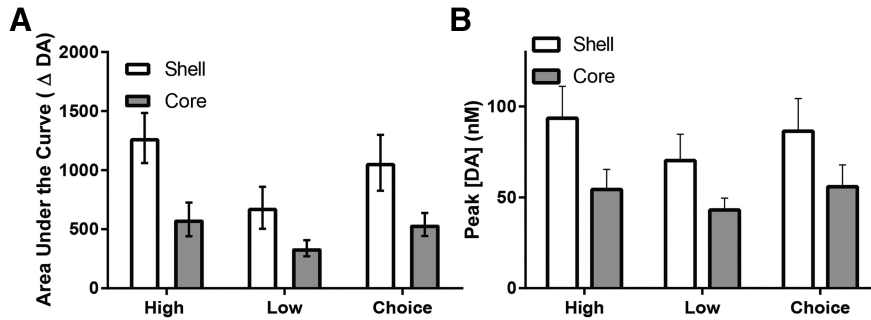 A
Area Under the Curve ( Δ DA)
2000
1500
1000
500
0
Shell
Core
High
Low
Choice
B
Peak [DA] (nM)
100
50
0
Shell
Core
High
Low
Choice